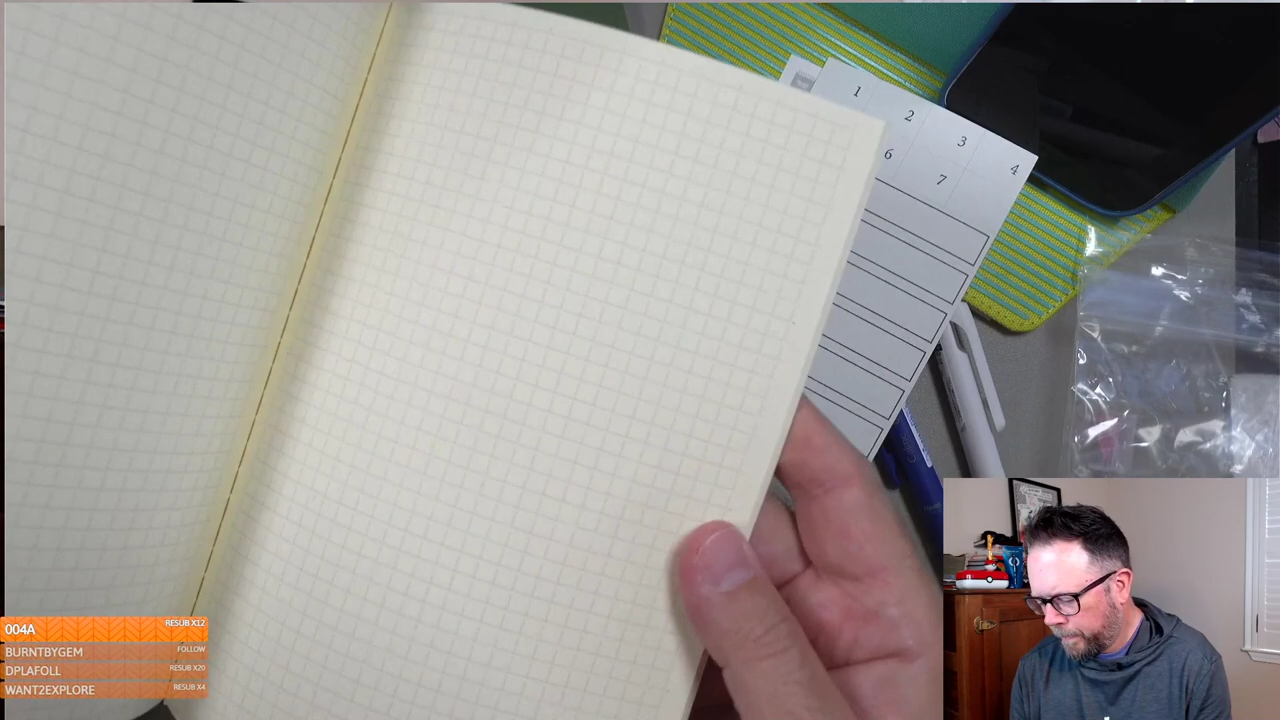 1
2
3
4
6
7
004A RESUB X12
BURNTBYGEM FOLLOW
DPLAFOLL RESUB X20
WANT2EXPLORE RESUB X4